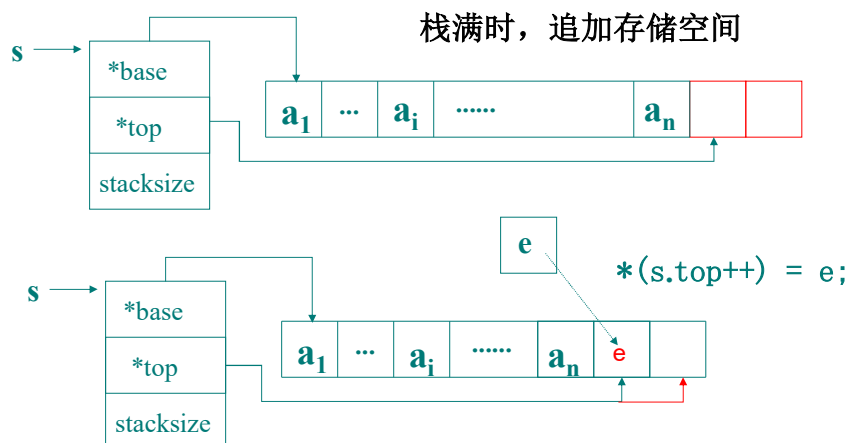 栈满时，追加存储空间
s
*base
*top
stacksize
a1 ... ai ...... an
e
*(s.top++) = e;
s
*base
*top
stacksize
a1 ... ai ...... an e